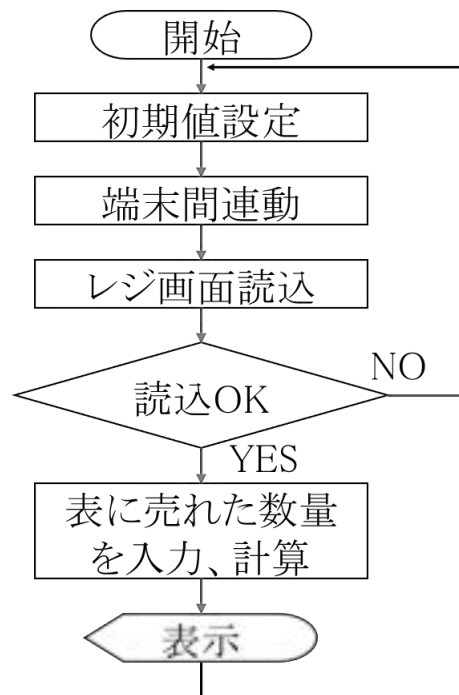 開始
初期値設定
端末間連動
レジ画面読込
読込OK
NO
YES
表に売れた数量
を入力、計算
表示